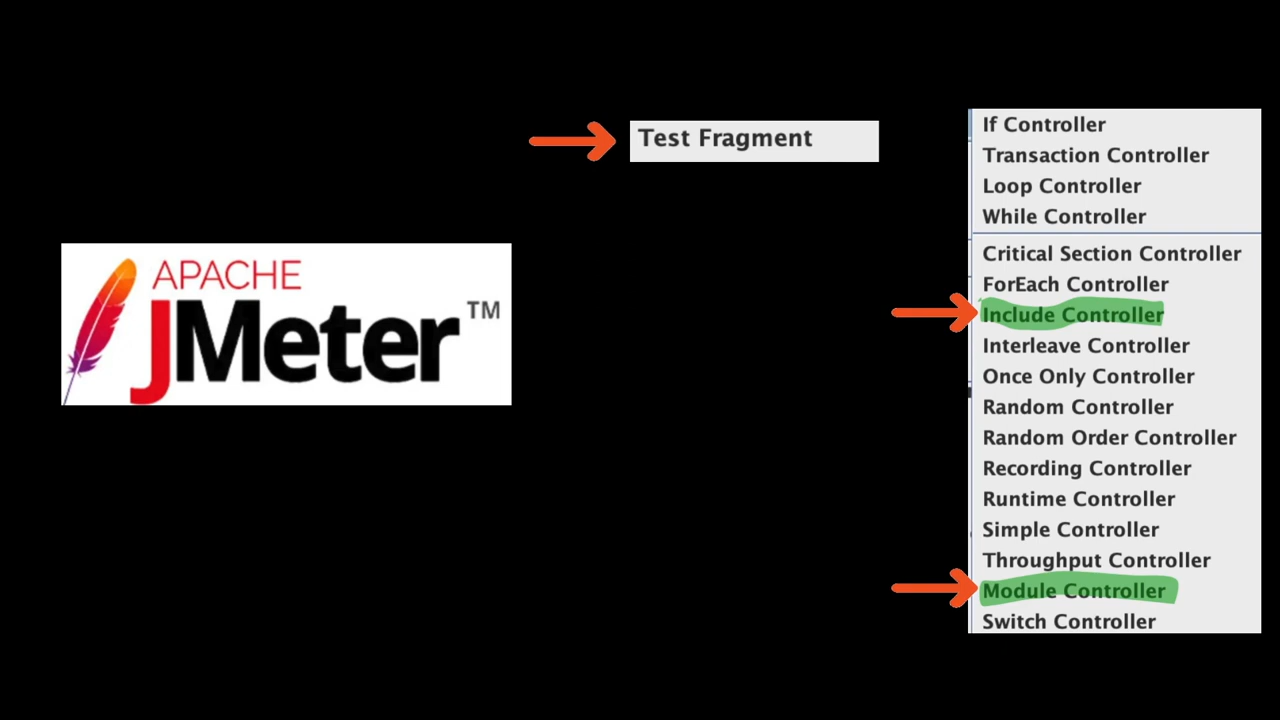 APACHE
JMeter™
Test Fragment
If Controller
Transaction Controller
Loop Controller
While Controller
Critical Section Controller
ForEach Controller
Include Controller
Interleave Controller
Once Only Controller
Random Controller
Random Order Controller
Recording Controller
Runtime Controller
Simple Controller
Throughput Controller
Module Controller
Switch Controller